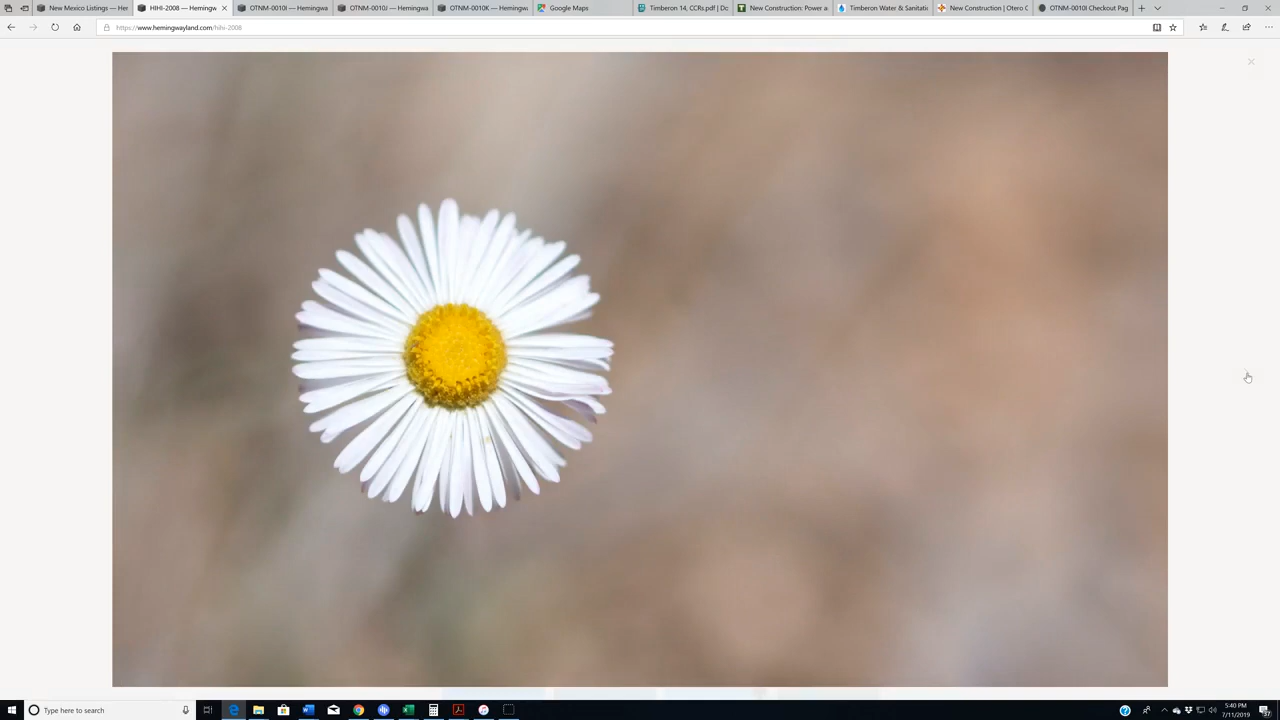 New Mexico Listings — Her
HIHI-2008 — Hemingw
OTNM-0010I — Hemingwa
OTNM-0010J — Hemingwa
OTNM-0010K — Hemingw
Google Maps
Timberon 14, CCRs.pdf | Dc
New Construction: Power a
Timberon Water & Sanitati
New Construction | Otero C
OTNM-0010I Checkout Pag
https://www.hemingwayland.com/hihi-2008
Type here to search
5:40 PM
7/11/2019